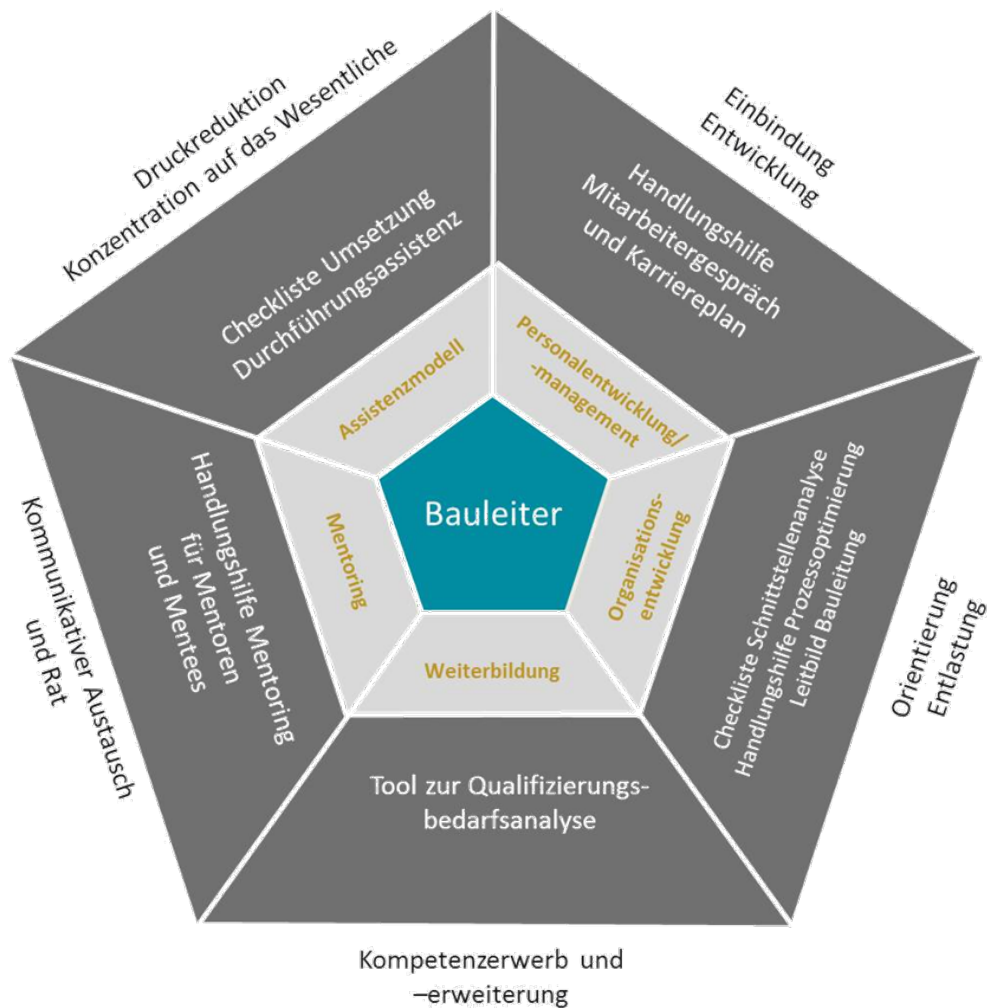 Druckreduktion
Konzentration auf das Wesentliche
Einbindung
Entwicklung
Checkliste Umsetzung
Durchführungsassistenz
Handlungshilfe
Mitarbeitergespräch
und Karriereplan
Assistenzmodell
Personalentwicklung/
-management
Bauleiter
Mentoring
Organisations-
entwicklung
Weiterbildung
Handlungshilfe Mentoring
für Mentoren
und Mentees
Checkliste Schnittstellenanalyse
Handlungshilfe Prozessoptimierung
Leitbild Bauleitung
Kommunikativer Austausch
und Rat
Orientierung
Entlastung
Tool zur Qualifizierungs-
bedarfsanalyse
Kompetenzerwerb und
–erweiterung